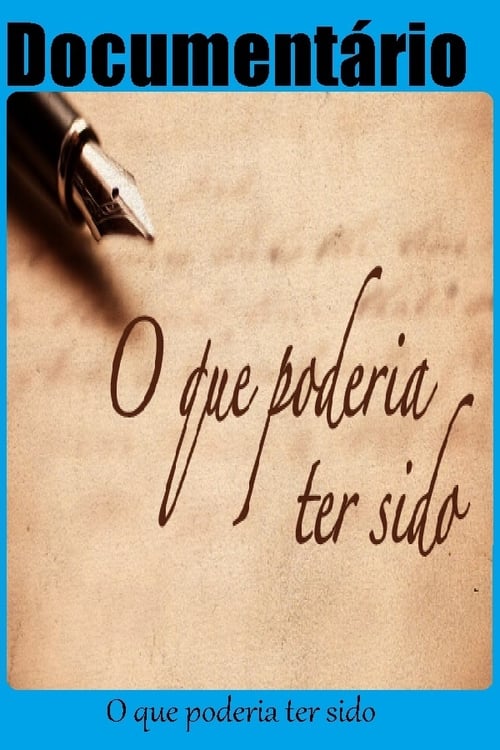 Documentário
O que poderia
ter sido
O que poderia ter sido